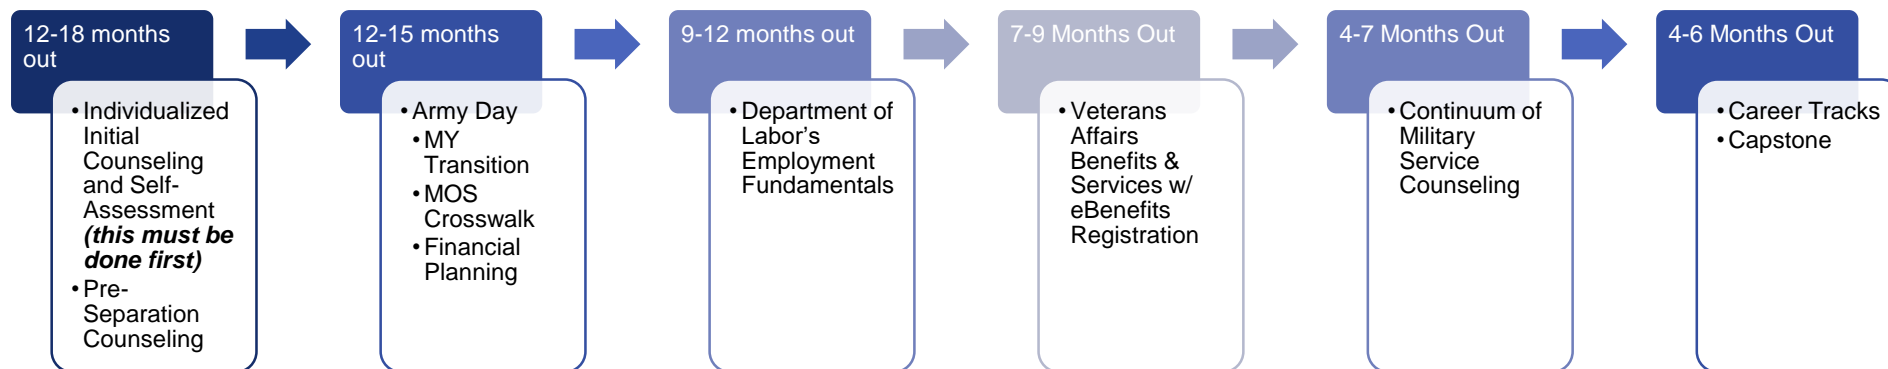 12-18 months
out
• Individualized
Initial
Counseling
and Self-
Assessment
(this must be
done first)
• Pre-
Separation
Counseling
12-15 months
out
• Army Day
• MY
Transition
• MOS
Crosswalk
• Financial
Planning
9-12 months out
• Department of
Labor's
Employment
Fundamentals
7-9 Months Out
• Veterans
Affairs
Benefits &
Services w/
eBenefits
Registration
4-7 Months Out
• Continuum of
Military
Service
Counseling
4-6 Months Out
• Career Tracks
• Capstone